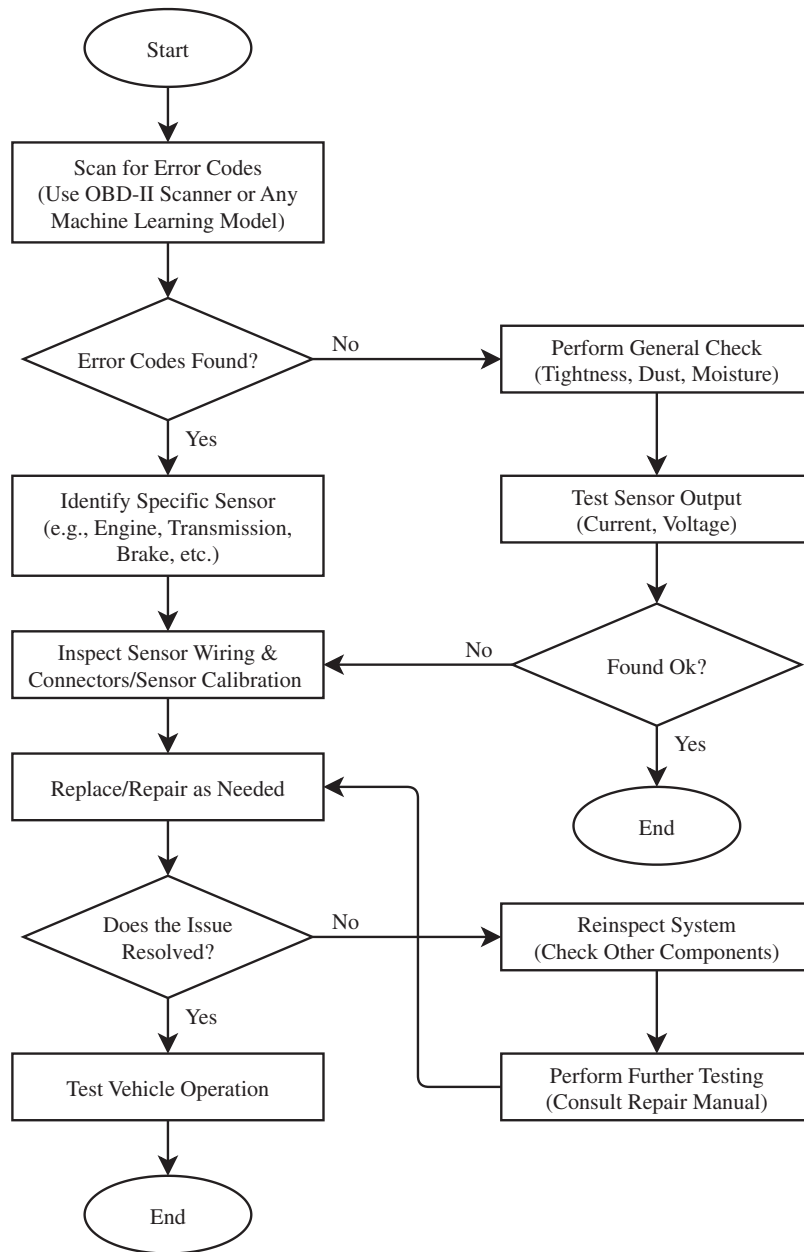 Start
Scan for Error Codes
(Use OBD-II Scanner or Any
Machine Learning Model)
Error Codes Found?
No
Perform General Check
(Tightness, Dust, Moisture)
Yes
Identify Specific Sensor
(e.g., Engine, Transmission,
Brake, etc.)
Test Sensor Output
(Current, Voltage)
Inspect Sensor Wiring &
Connectors/Sensor Calibration
No
Found Ok?
Yes
Replace/Repair as Needed
End
Does the Issue
Resolved?
No
Reinspect System
(Check Other Components)
Yes
Test Vehicle Operation
Perform Further Testing
(Consult Repair Manual)
End